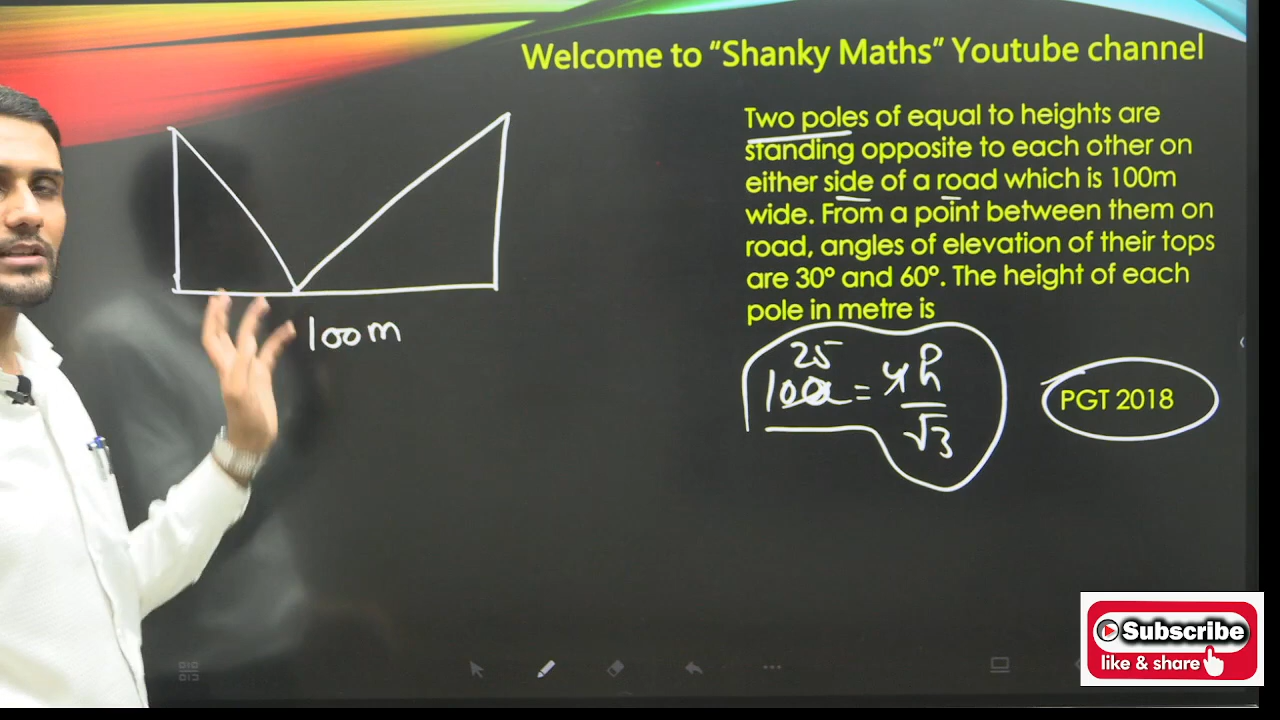 Welcome to “Shanky Maths” Youtube channel
Two poles of equal to heights are
standing opposite to each other on
either side of a road which is 100m
wide. From a point between them on
road, angles of elevation of their tops
are 30° and 60°. The height of each
pole in metre is
100m
25
100 = 4h
√3
PGT 2018
Subscribe
like & share